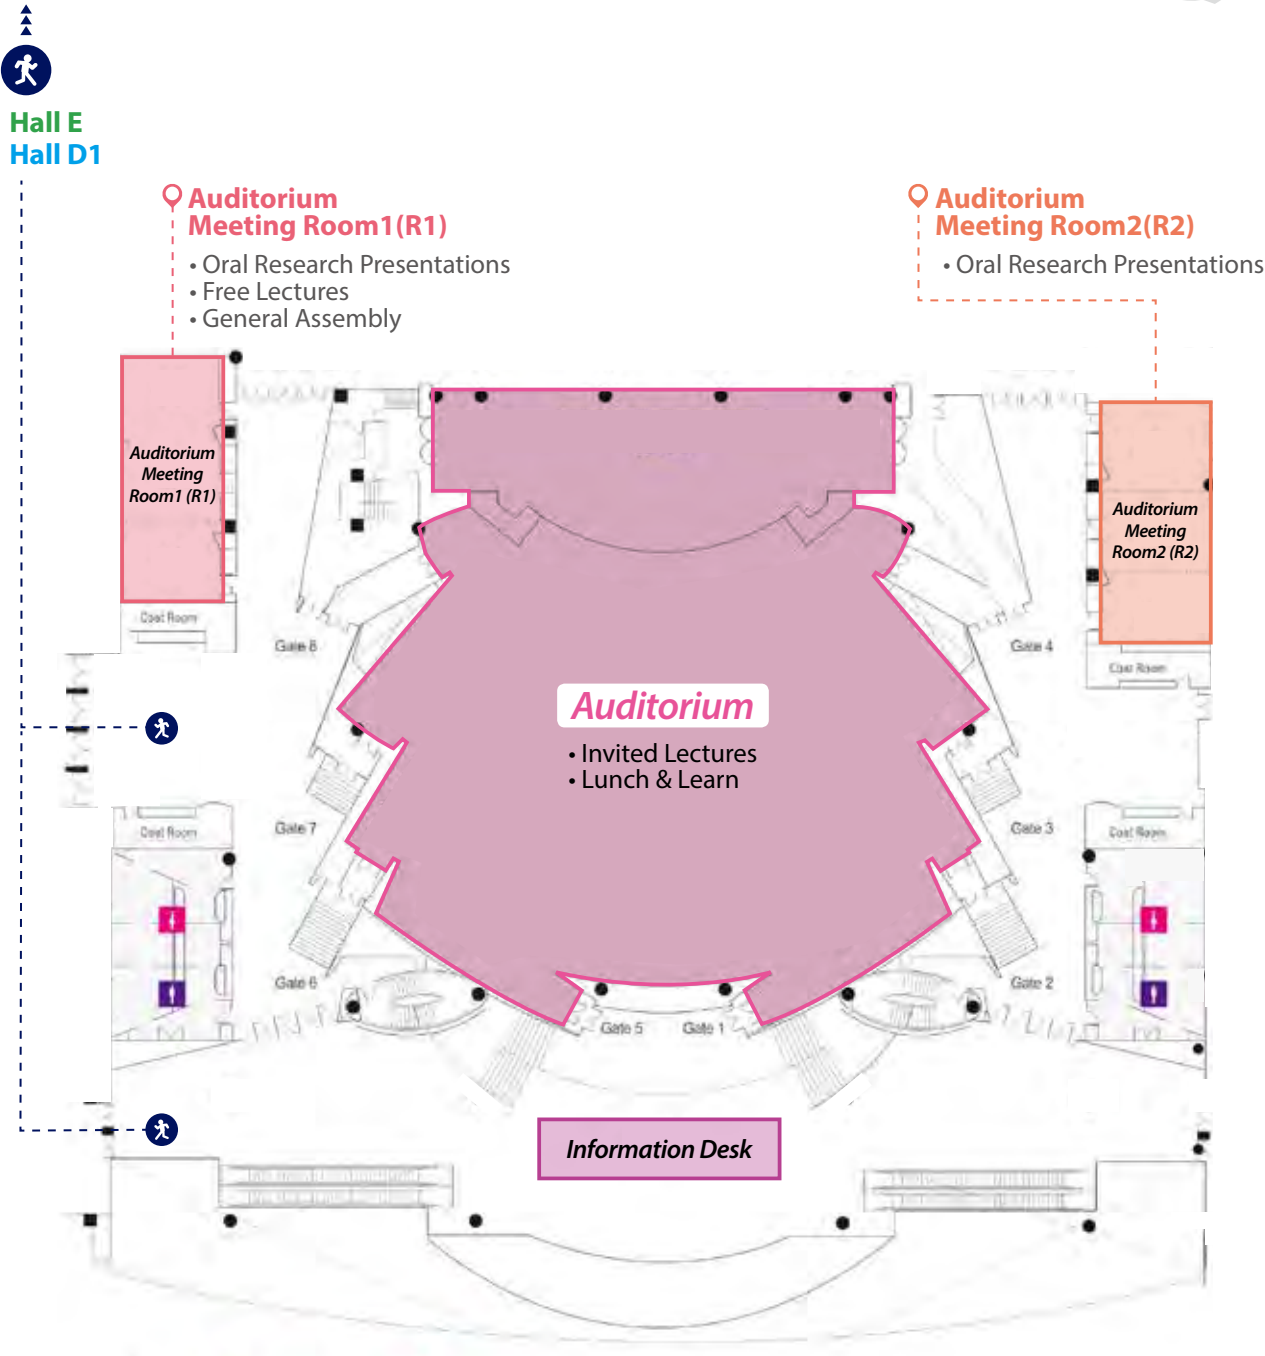 Hall E
Hall D1
Auditorium
Meeting Room1(R1)
• Oral Research Presentations
• Free Lectures
• General Assembly
Auditorium
Meeting Room2(R2)
• Oral Research Presentations
Auditorium
Meeting
Room1 (R1)
Auditorium
Meeting
Room2 (R2)
Coat Room
Gate 8
Gate 4
Coat Room
Auditorium
• Invited Lectures
• Lunch & Learn
Coat Room
Gate 7
Gate 3
Coat Room
Gate 6
Gate 2
Gate 5
Gate 1
Information Desk